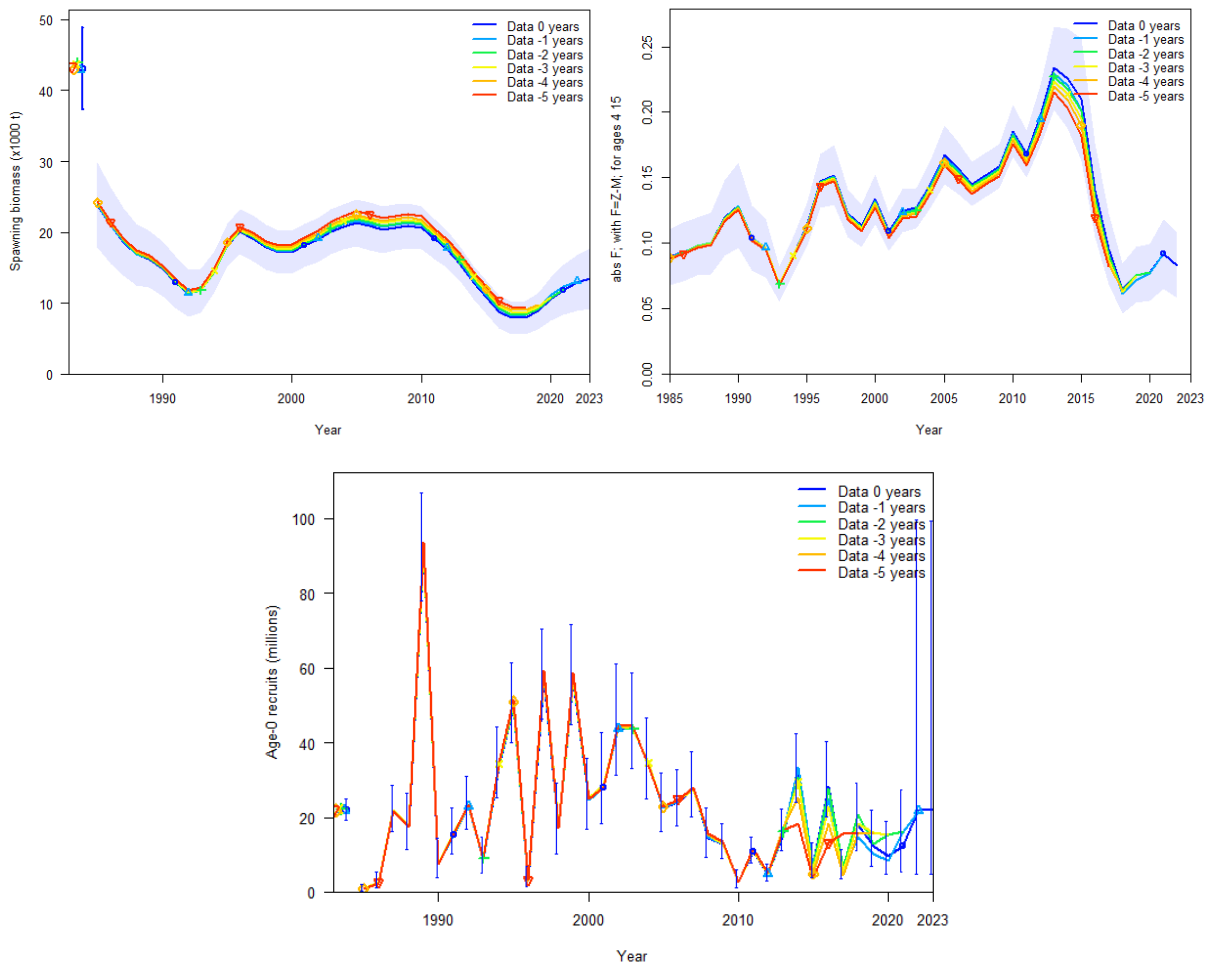 Spawning biomass (x1000 t)
50
40
30
20
10
0
Data 0 years
Data -1 years
Data -2 years
Data -3 years
Data -4 years
Data -5 years
1990
2000
2010
2020
2023
Year
abs F; with F=Z-M; for ages 4 15
0.25
0.20
0.15
0.10
0.05
0.00
Data 0 years
Data -1 years
Data -2 years
Data -3 years
Data -4 years
Data -5 years
1985
1990
1995
2000
2005
2010
2015
2020
2023
Year
Age-0 recruits (millions)
100
80
60
40
20
0
Data 0 years
Data -1 years
Data -2 years
Data -3 years
Data -4 years
Data -5 years
1990
2000
2010
2020
2023
Year